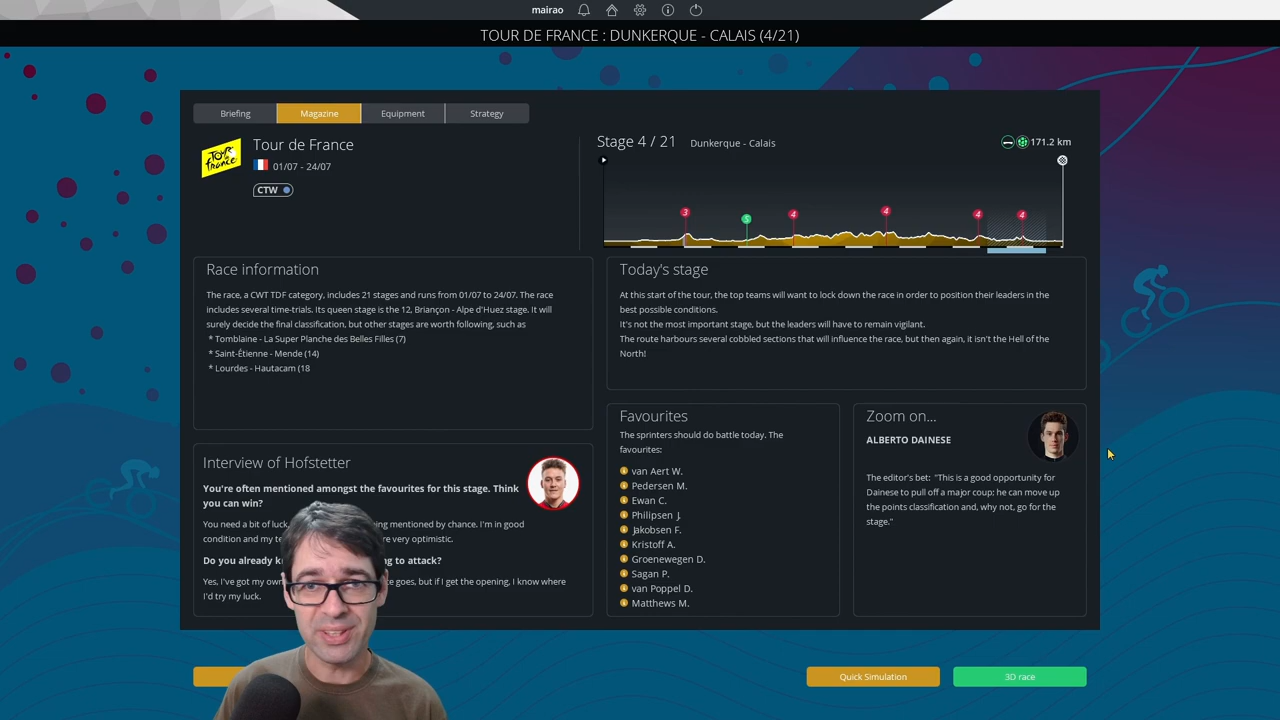 mairao
TOUR DE FRANCE : DUNKERQUE - CALAIS (4/21)
Briefing
Magazine
Equipment
Strategy
TOUR de france
Tour de France
01/07 - 24/07
CTW
Stage 4 / 21
Dunkerque - Calais
171.2 km
3
S
4
4
4
4
Race information
The race, a CWT TDF category, includes 21 stages and runs from 01/07 to 24/07. The race
includes several time-trials. Its queen stage is the 12, Briançon - Alpe d'Huez stage. It will
surely decide the final classification, but other stages are worth following, such as
* Tomblaine - La Super Planche des Belles Filles (7)
* Saint-Étienne - Mende (14)
* Lourdes - Hautacam (18
Today's stage
At this start of the tour, the top teams will want to lock down the race in order to position their leaders in the
best possible conditions.
It's not the most important stage, but the leaders will have to remain vigilant.
The route harbours several cobbled sections that will influence the race, but then again, it isn't the Hell of the
North!
Interview of Hofstetter
You're often mentioned amongst the favourites for this stage. Think
you can win?
You need a bit of luck, ing mentioned by chance. I'm in good
condition and my te re very optimistic.
Do you already k g to attack?
Yes, I've got my own e goes, but if I get the opening, I know where
I'd try my luck.
Favourites
The sprinters should do battle today. The
favourites:
van Aert W.
Pedersen M.
Ewan C.
Philipsen J.
Jakobsen F.
Kristoff A.
Groenewegen D.
Sagan P.
van Poppel D.
Matthews M.
Zoom on...
ALBERTO DAINESE
The editor's bet: "This is a good opportunity for
Dainese to pull off a major coup; he can move up
the points classification and, why not, go for the
stage."
Quick Simulation
3D race